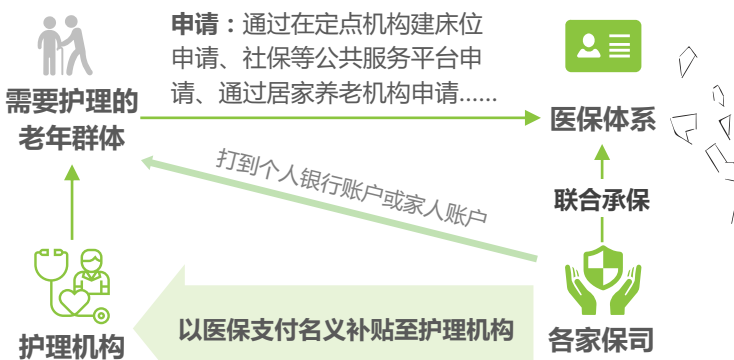 申请：通过在定点机构建床位
申请、社保等公共服务平台申
请、通过居家养老机构申请......
需要护理的
老年群体
医保体系
打到个人银行账户或家人账户
联合承保
以医保支付名义补贴至护理机构
护理机构
各家保司